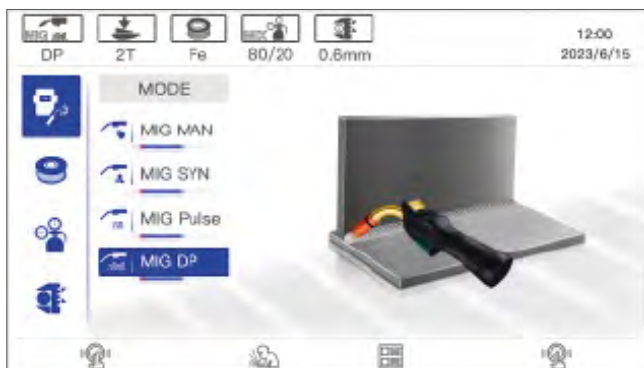 MIG MIX
DP 2T Fe 80/20 0.6mm
12:00
2023/6/15
MODE
MIG MAN
MIG SYN
MIG Pulse
MIG DP